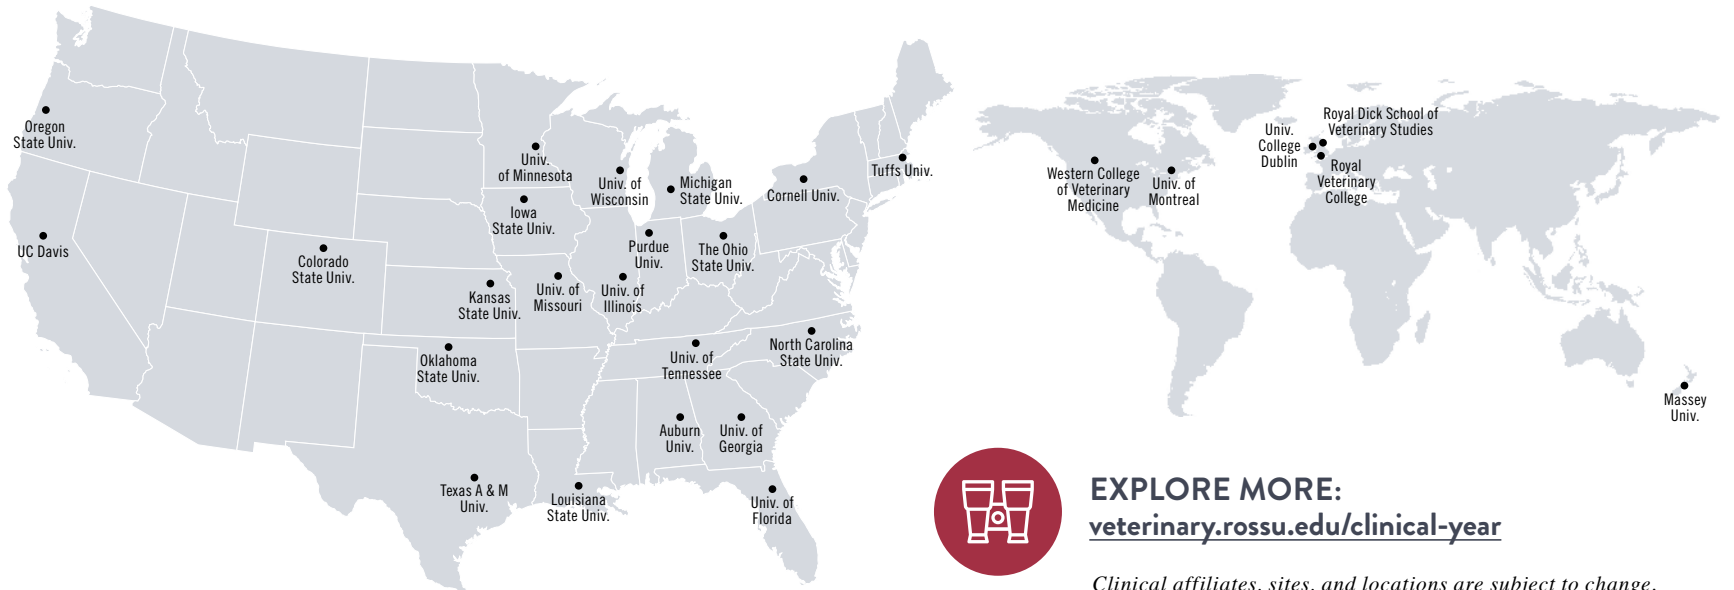 Oregon
State Univ.
UC Davis
Colorado
State Univ.
Univ.
of Minnesota
Iowa
State Univ.
Kansas
State Univ.
Oklahoma
State Univ.
Texas A & M
Univ.
Univ. of
Wisconsin
Michigan
State Univ.
Purdue
Univ.
The Ohio
State Univ.
Univ. of
Missouri
Univ. of
Illinois
Cornell Univ.
Tuffs Univ.
Univ. of
Tennessee
North Carolina
State Univ.
Auburn
Univ.
Univ. of
Georgia
Louisiana
State Univ.
Univ. of
Florida
Western College
of Veterinary
Medicine
Univ. of
Montreal
Univ.
College
Dublin
Royal Dick School of
Veterinary Studies
Royal
Veterinary
College
Massey
Univ.
EXPLORE MORE:
veterinary.rossu.edu/clinical-year
Clinical affiliates, sites, and locations are subject to change.